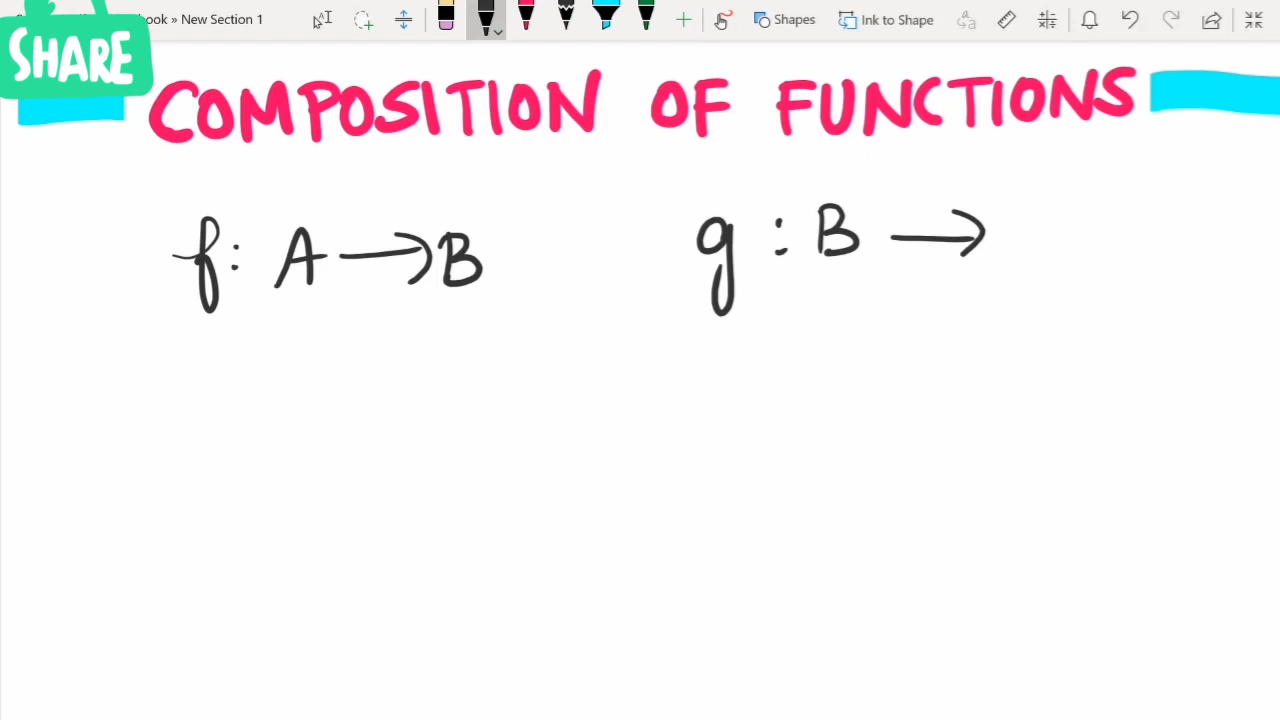 book » New Section 1
Shapes
Ink to Shape
SHARE
COMPOSITION OF FUNCTIONS
f: A → B
g : B →